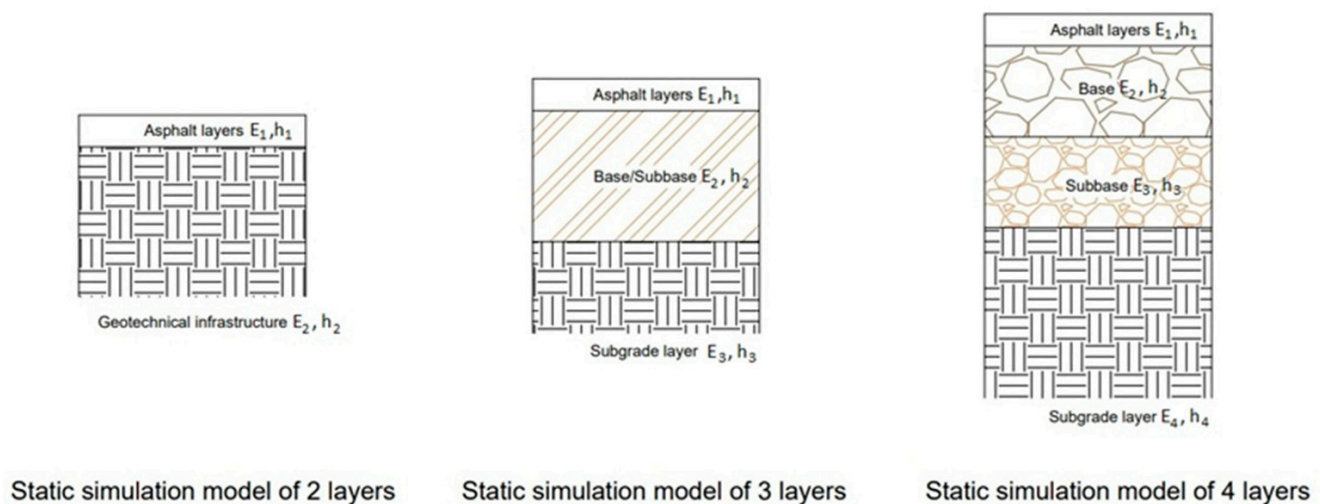 Asphalt layers E₁,h₁
Geotechnical infrastructure E₂, h₂
Static simulation model of 2 layers
Asphalt layers E₁,h₁
Base/Subbase E₂, h₂
Subgrade layer E₃, h₃
Static simulation model of 3 layers
Asphalt layers E₁,h₁
Base E₂, h₂
Subbase E₃, h₃
Subgrade layer E₄, h₄
Static simulation model of 4 layers